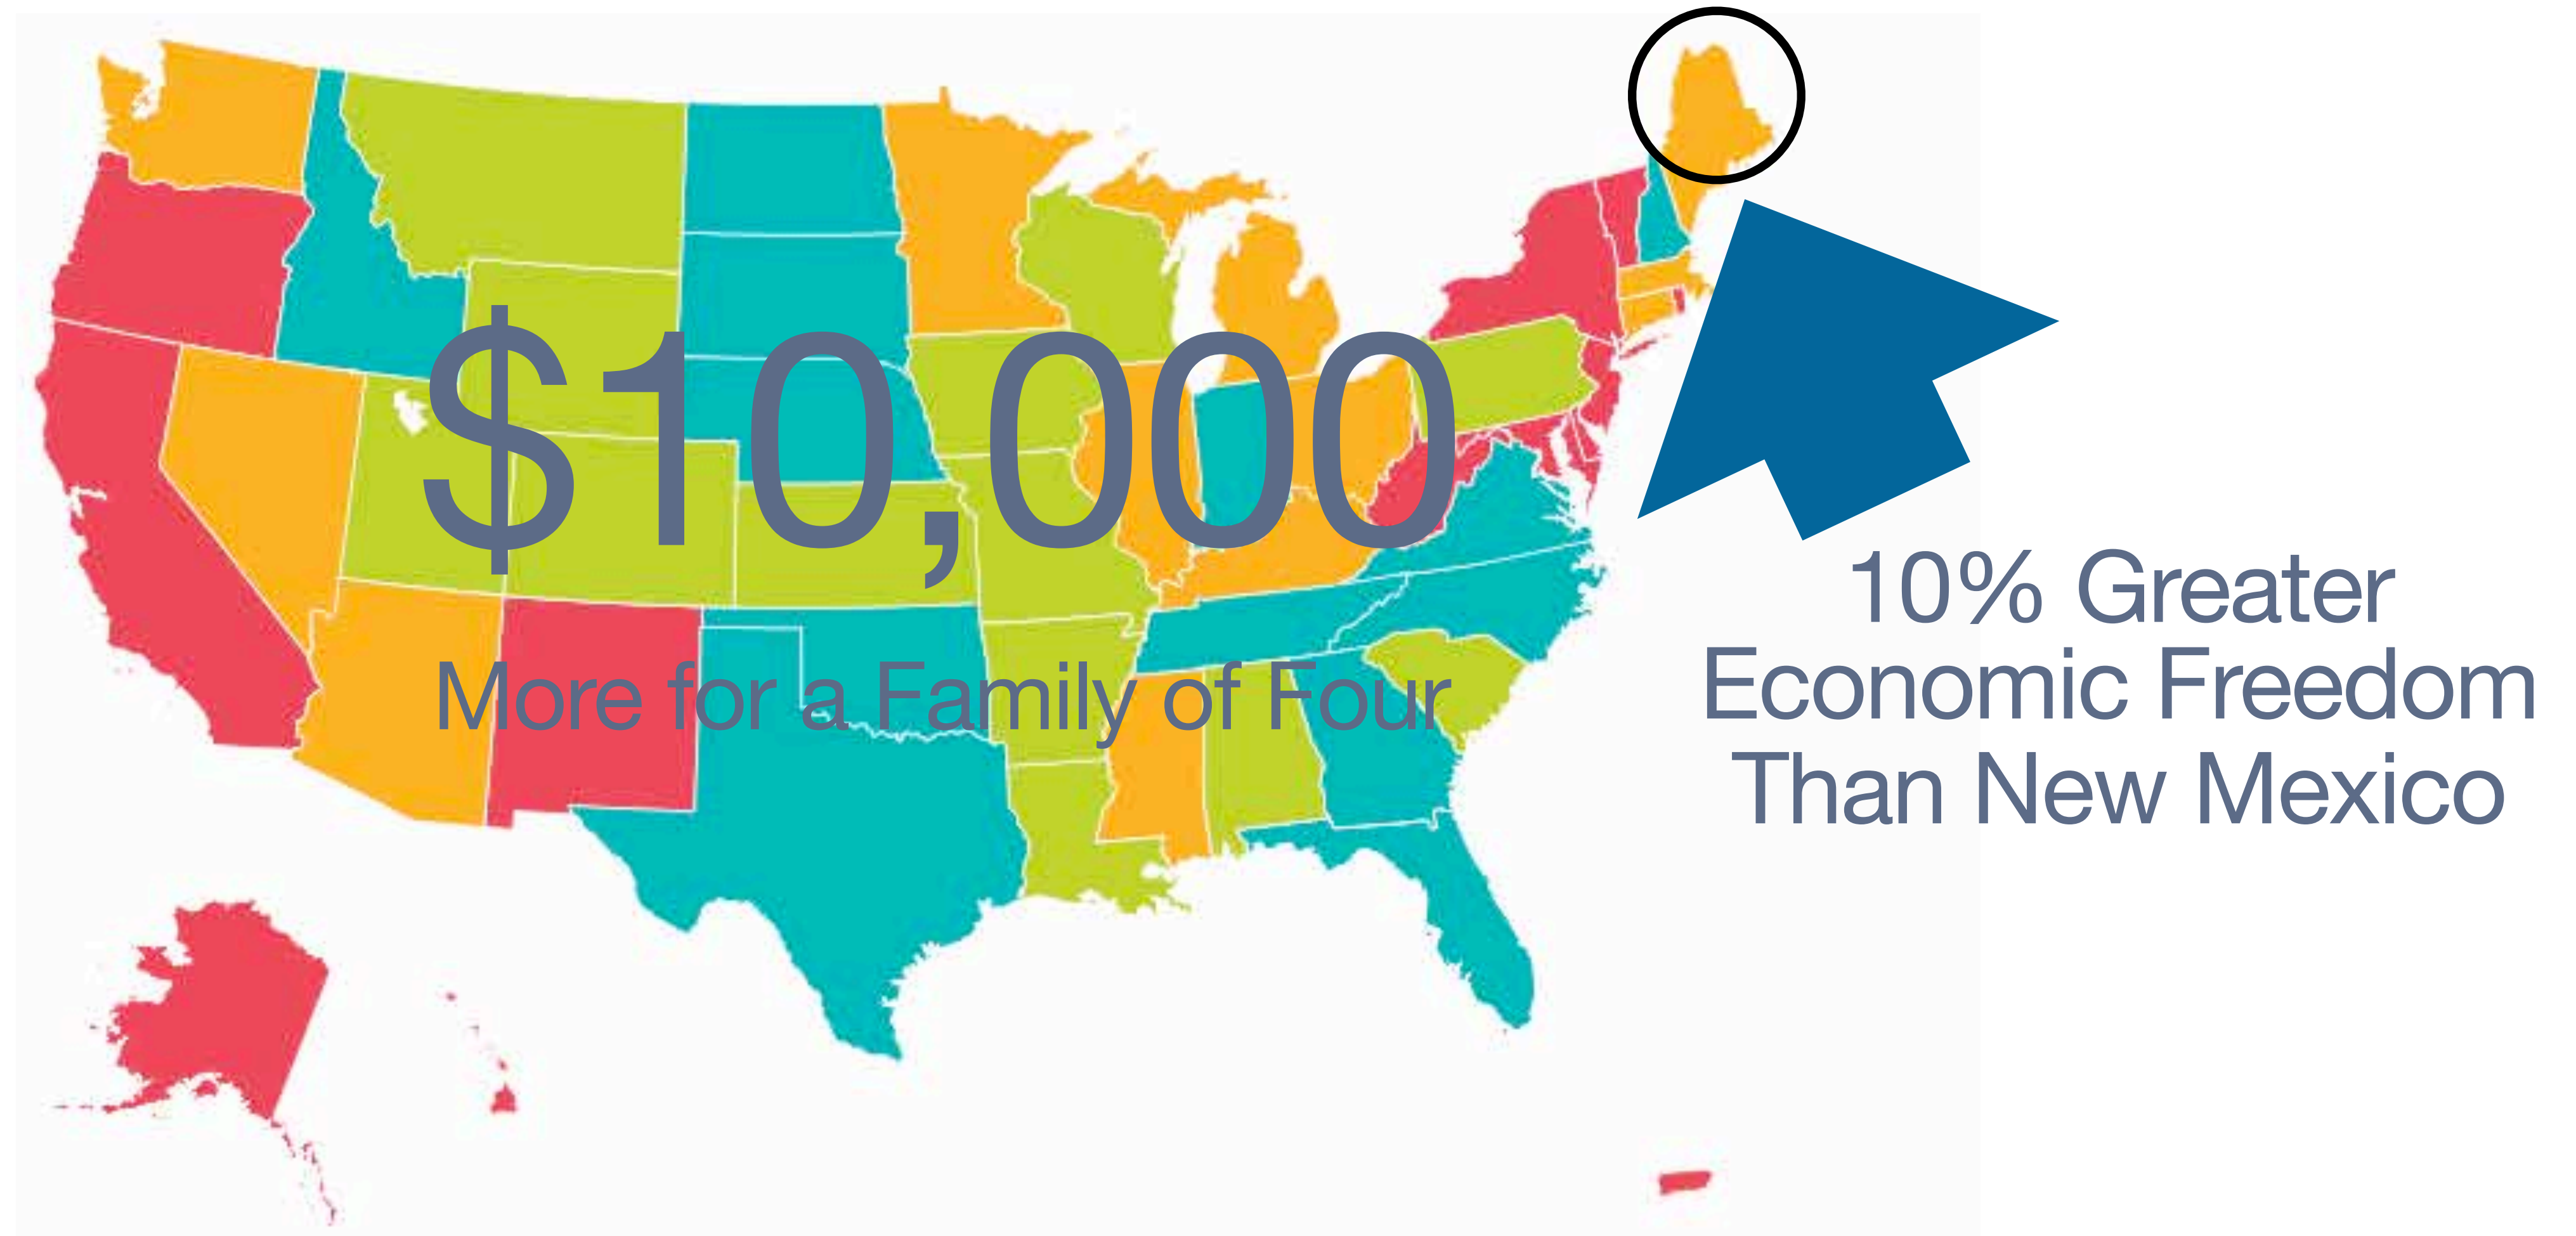 $10,000
More for a Family of Four
10% Greater
Economic Freedom
Than New Mexico